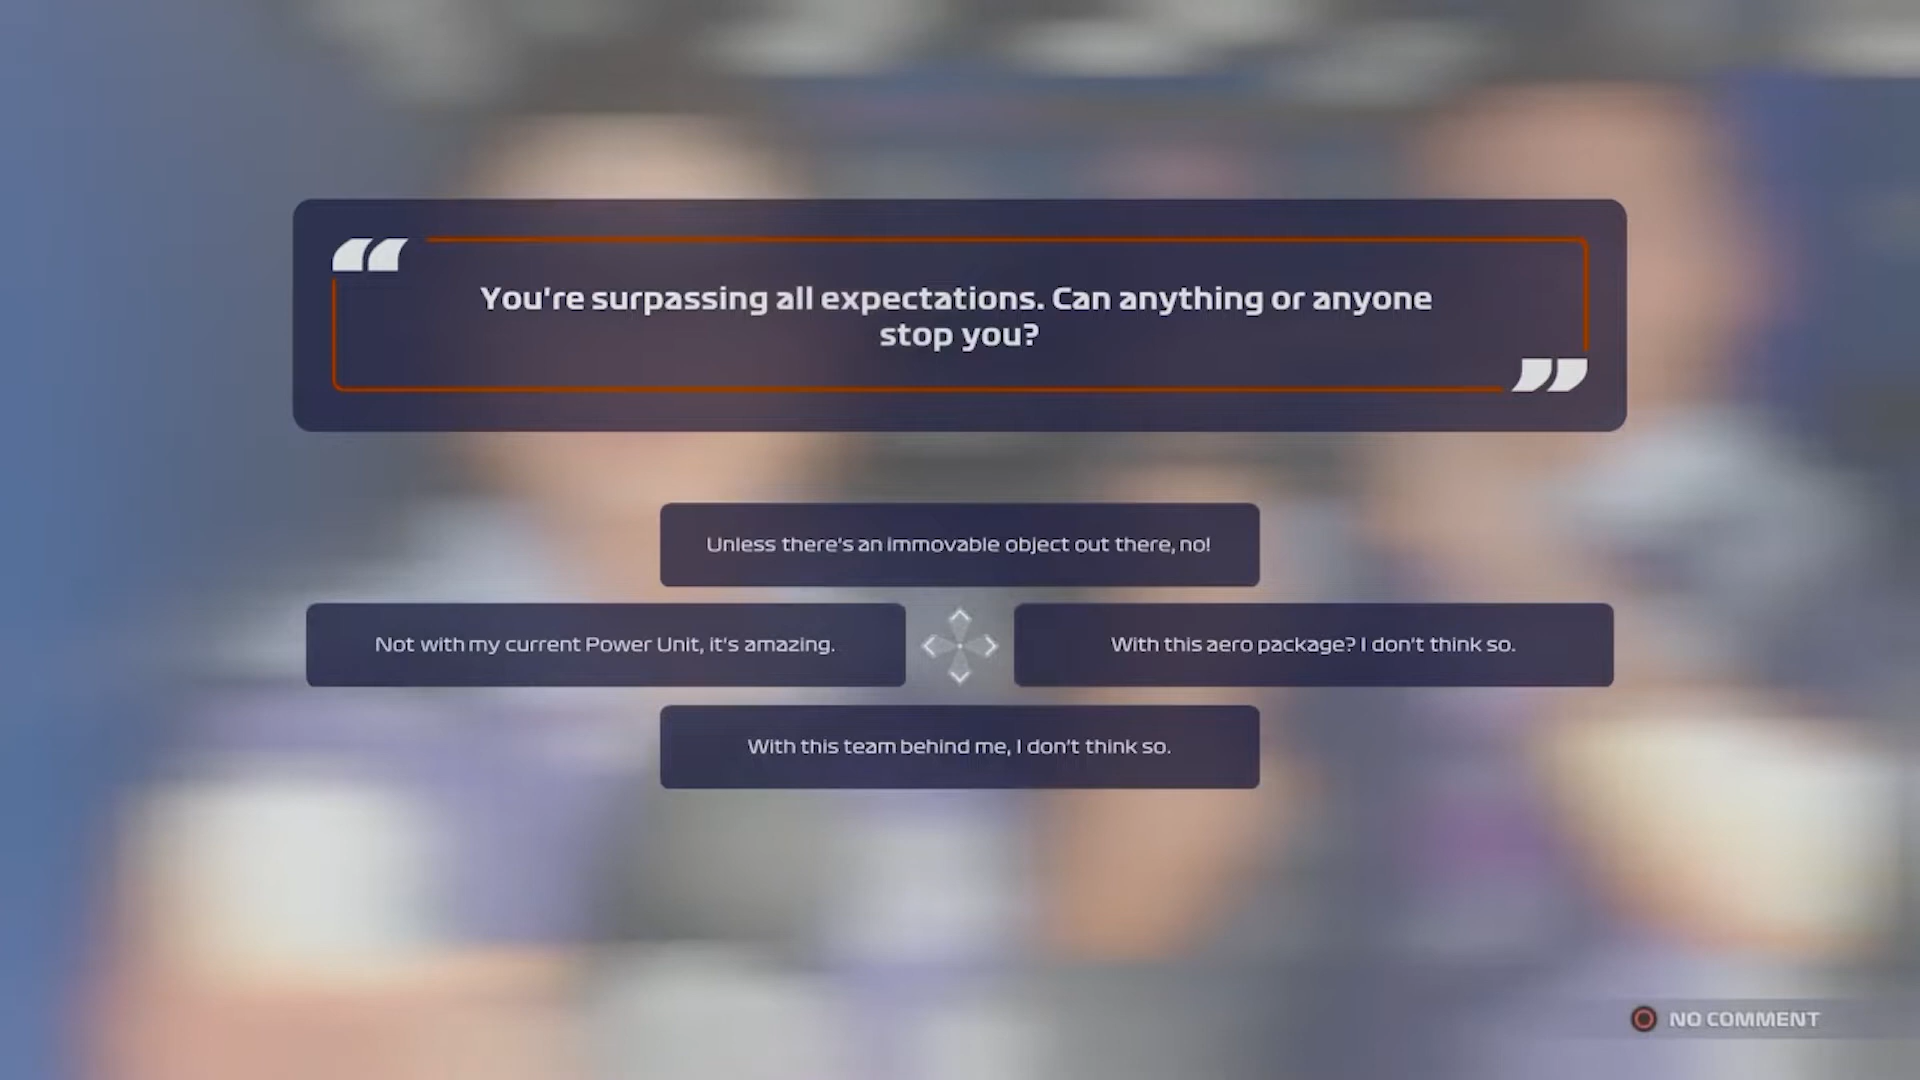 You're surpassing all expectations. Can anything or anyone
stop you?
Unless there's an immovable object out there, no!
Not with my current Power Unit, it's amazing.
With this aero package? I don't think so.
With this team behind me, I don't think so.
NO COMMENT